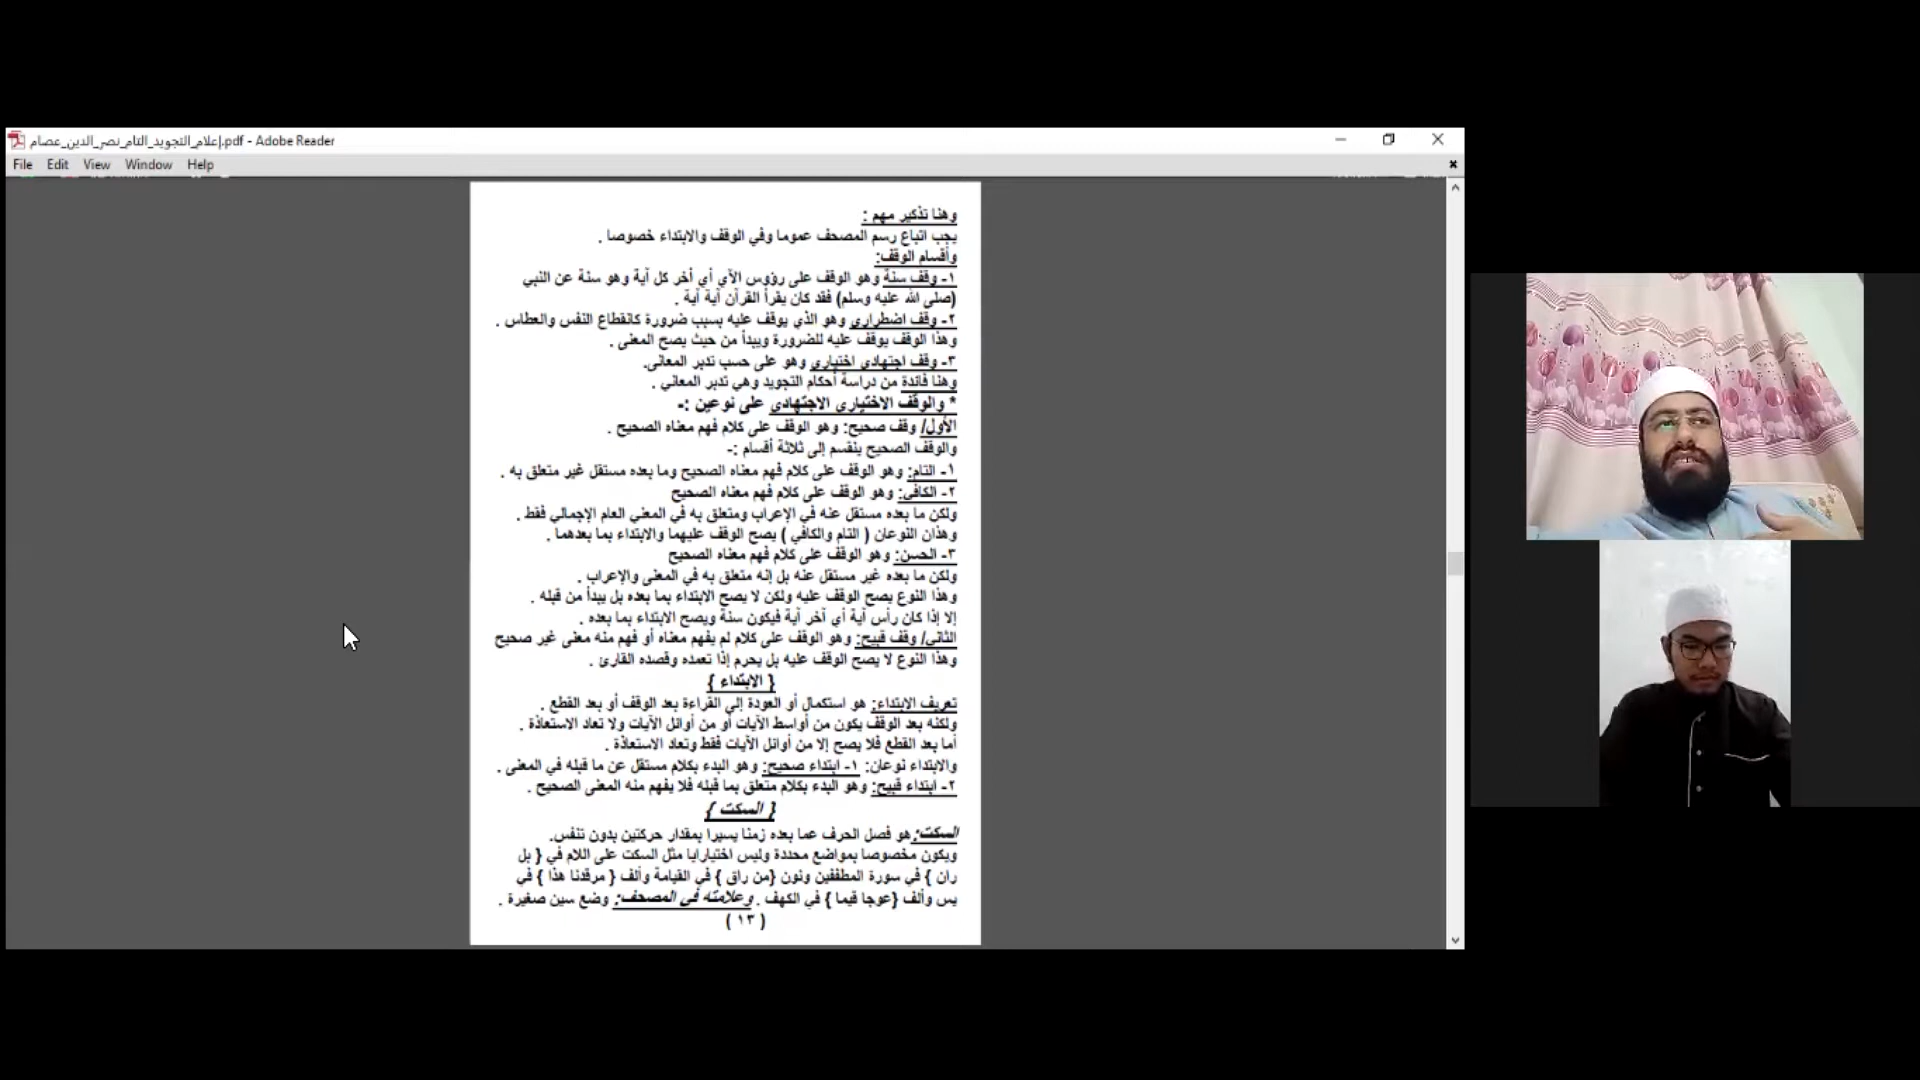 إعلام_التجويد_التام_نصر_الدين_عصام.pdf - Adobe Reader
File Edit View Window Help
وهنا تذكير مهم :
يجب اتباع رسم المصحف عموما وفي الوقف والابتداء خصوصا .
وأقسام الوقف:
١- وقف سنة وهو الوقف على رؤوس الآي أي أخر كل آية وهو سنة عن النبي
(صلى الله عليه وسلم) فقد كان يقرأ القرآن آية آية .
٢- وقف اضطراري وهو الذي يوقف عليه بسبب ضرورة كانقطاع النفس والعطاس .
وهذا الوقف يوقف عليه للضرورة ويبدأ من حيث يصح المعنى .
٣- وقف اجتهادي اختياري وهو على حسب تدبر المعانى.
وهنا فائدة من دراسة أحكام التجويد وهي تدبر المعاني .
* والوقف الاختياري الاجتهادي على نوعين :-
الأول/ وقف صحيح: وهو الوقف على كلام فهم معناه الصحيح .
والوقف الصحيح ينقسم إلى ثلاثة أقسام :-
١- التام: وهو الوقف على كلام فهم معناه الصحيح وما بعده مستقل غير متعلق به .
٢- الكافي: وهو الوقف على كلام فهم معناه الصحيح
ولكن ما بعده مستقل عنه في الإعراب ومتعلق به في المعني العام الإجمالي فقط .
وهذان النوعان ( التام والكافي ) يصح الوقف عليهما والابتداء بما بعدهما .
٣- الحسن: وهو الوقف على كلام فهم معناه الصحيح
ولكن ما بعده غير مستقل عنه بل إنه متعلق به في المعنى والإعراب .
وهذا النوع يصح الوقف عليه ولكن لا يصح الابتداء بما بعده بل يبدأ من قبله .
إلا إذا كان رأس آية أي آخر آية فيكون سنة ويصح الابتداء بما بعده .
الثاني/ وقف قبيح: وهو الوقف على كلام لم يفهم معناه أو فهم منه معنى غير صحيح
وهذا النوع لا يصح الوقف عليه بل يحرم إذا تعمده وقصده القارئ .
{ الابتداء }
تعريف الابتداء: هو استكمال أو العودة إلى القراءة بعد الوقف أو بعد القطع .
ولكنه بعد الوقف يكون من أواسط الآيات أو من أوائل الآيات ولا تعاد الاستعاذة .
أما بعد القطع فلا يصح إلا من أوائل الآيات فقط وتعاد الاستعاذة .
والابتداء نوعان: ١- ابتداء صحيح: وهو البدء بكلام مستقل عن ما قبله في المعنى .
٢- ابتداء قبيح: وهو البدء بكلام متعلق بما قبله فلا يفهم منه المعنى الصحيح .
{ السكت }
السكت: هو فصل الحرف عما بعده زمنا يسيرا بمقدار حركتين بدون تنفس.
ويكون مخصوصا بمواضع محددة وليس اختياريا مثل السكت على اللام في { بل
ران } في سورة المطففين ونون {من راق } في القيامة وألف { مرقدنا هذا } في
يس وألف {عوجا قيما } في الكهف . وعلامته في المصحف: وضع سين صغيرة .
( ١٣ )